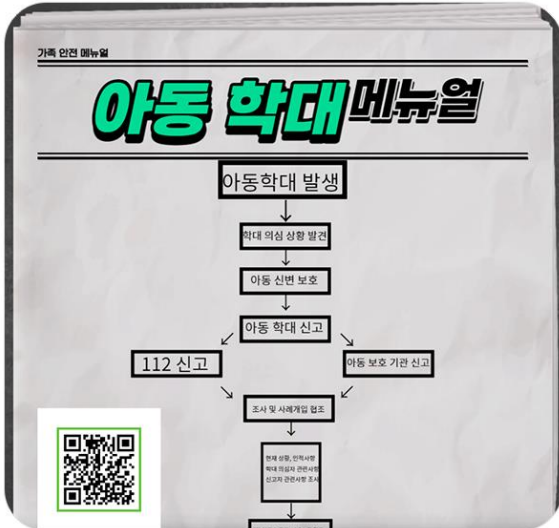 가족 안전 메뉴얼
아동 학대 메뉴얼
아동학대 발생
학대 의심 상황 발견
아동 신변 보호
아동 학대 신고
112 신고
아동 보호 기관 신고
조사 및 사례개입 협조
현재 상황, 인적사항
학대 의심자 관련사항
신고자 관련사항 조사